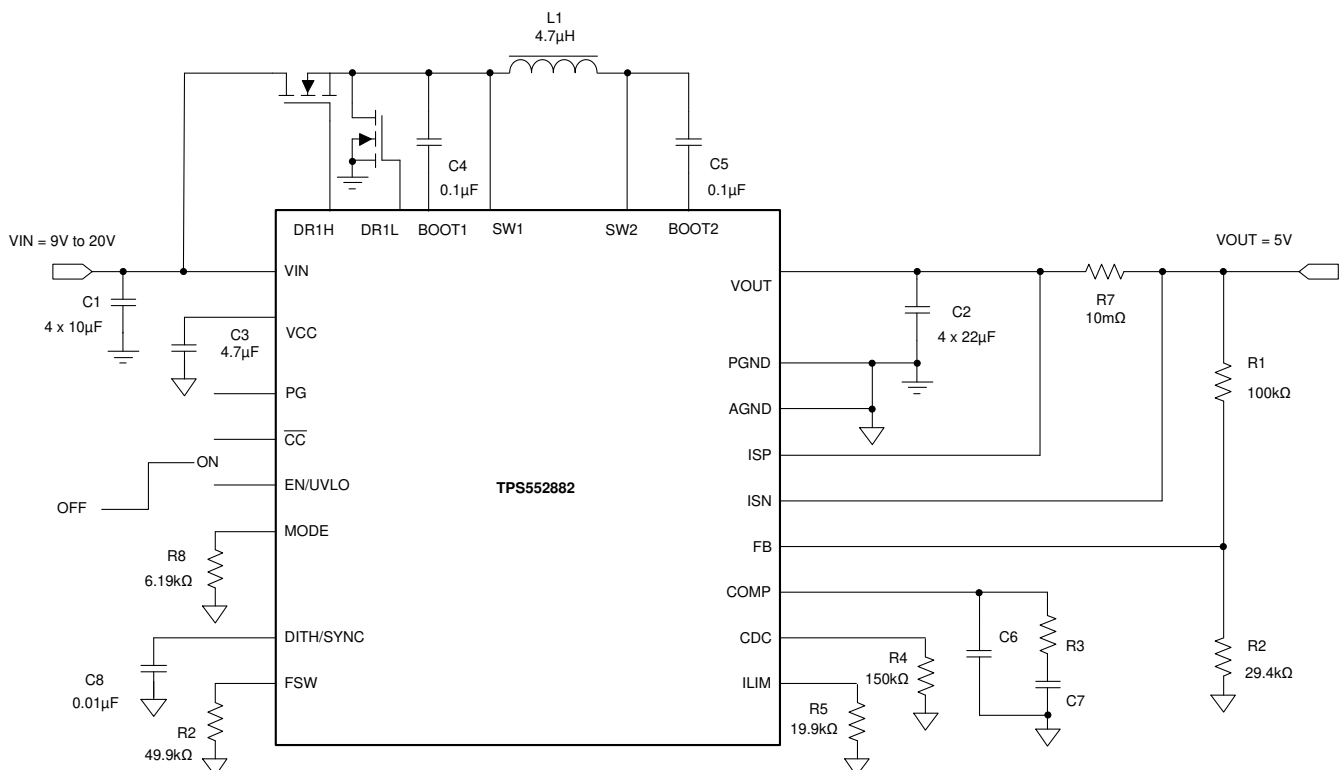 L1
4.7µH
C4
0.1µF
C5
0.1µF
DR1H
DR1L
BOOT1
SW1
SW2
BOOT2
VIN = 9V to 20V
VOUT = 5V
VIN
VOUT
C1
4 x 10µF
R7
10mΩ
C3
4.7µF
VCC
C2
4 x 22µF
PGND
R1
100kΩ
PG
AGND
CC
ISP
ON
OFF
EN/UVLO
TPS552882
ISN
MODE
FB
R8
6.19kΩ
COMP
DITH/SYNC
CDC
C6
R3
C8
0.01µF
R4
150kΩ
R2
29.4kΩ
FSW
ILIM
C7
R2
49.9kΩ
R5
19.9kΩ